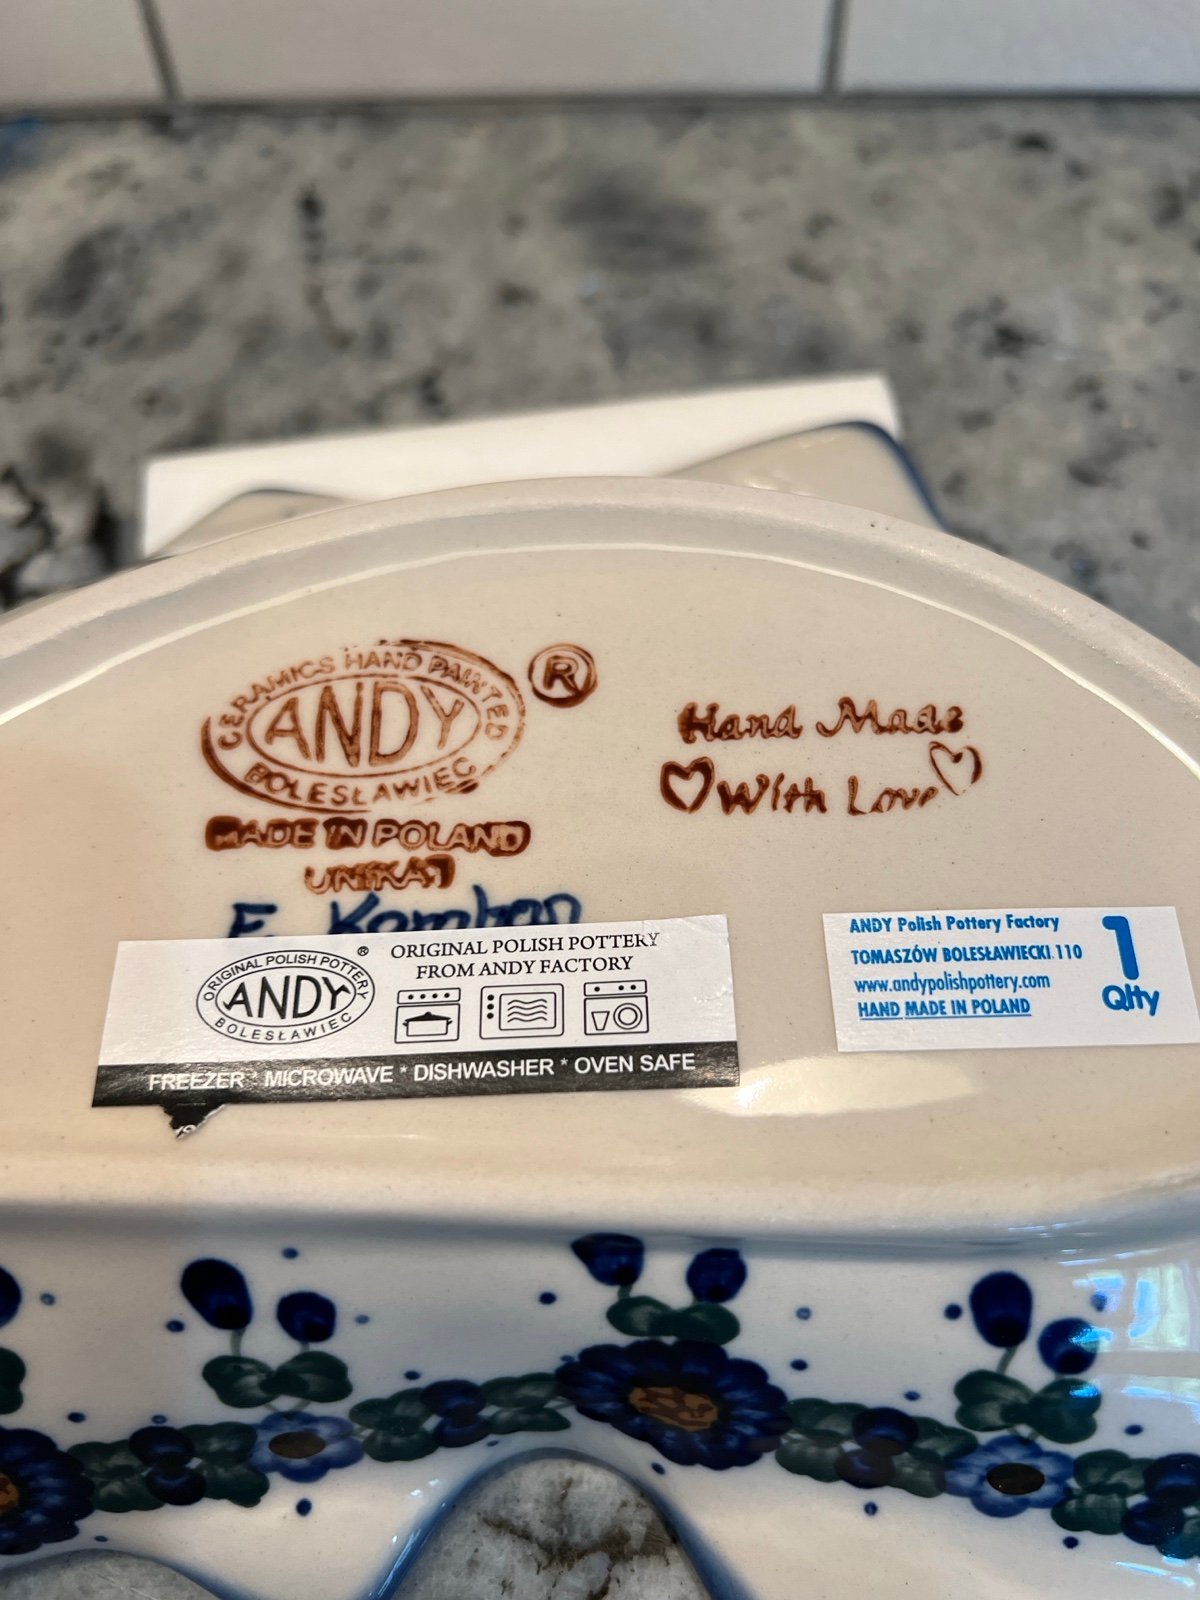 CERAMICS HAND PAINTED
ANDY
BOLESŁAWIEC
®
MADE IN POLAND
UNIKAT
Hand Made
With Love
ORIGINAL POLISH POTTERY
ANDY
BOLESŁAWIEC
®
ORIGINAL POLISH POTTERY
FROM ANDY FACTORY
FREEZER * MICROWAVE * DISHWASHER * OVEN SAFE
ANDY Polish Pottery Factory
TOMASZÓW BOLESŁAWIECKI 110
www.andypolishpottery.com
HAND MADE IN POLAND
1
Qlty